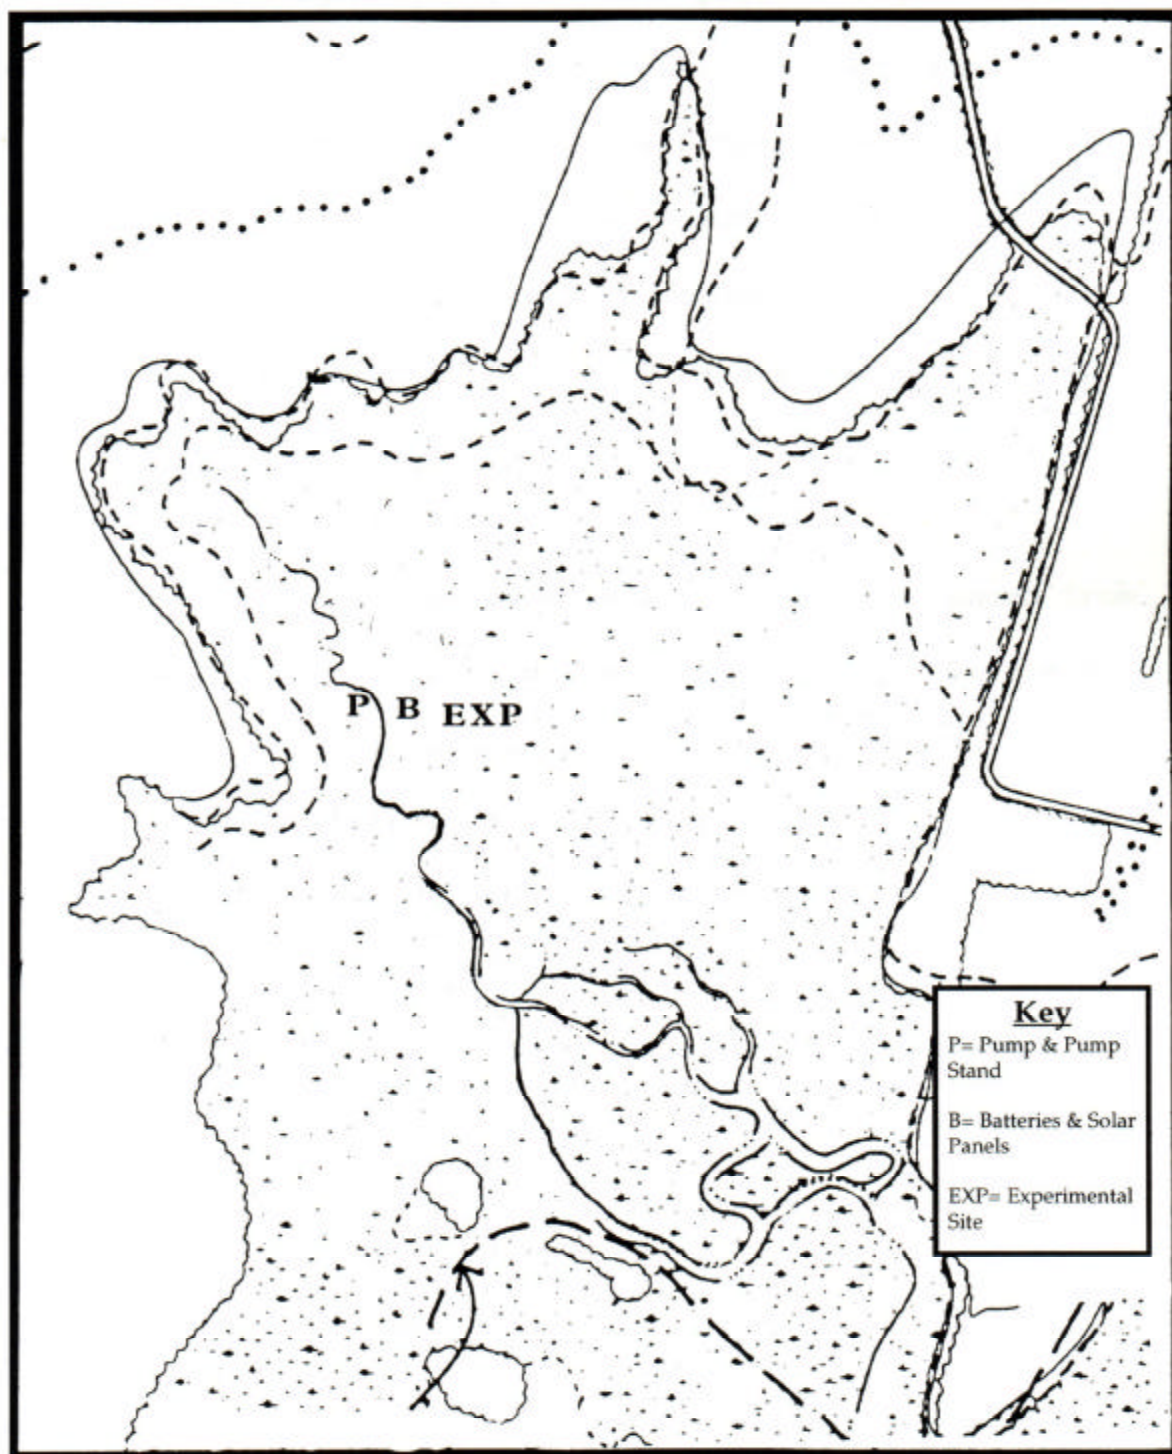 P B EXP
Key
P= Pump & Pump
Stand
B= Batteries & Solar
Panels
EXP= Experimental
Site